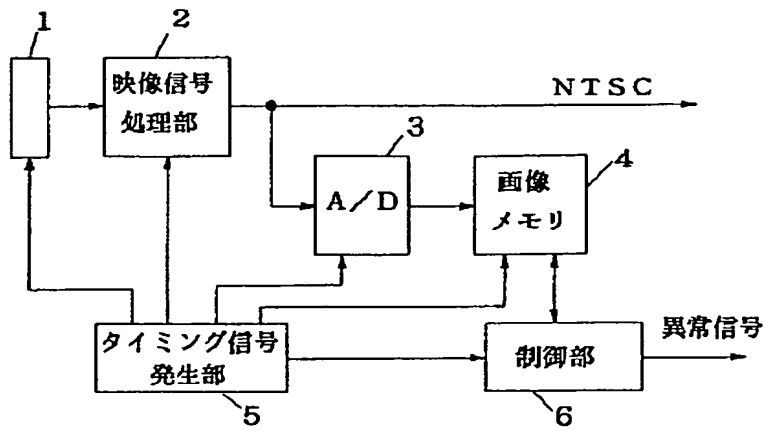 1
2
映像信号
処理部
NTSC
3
A/D
4
画像
メモリ
タイミング信号
発生部
5
制御部
6
異常信号